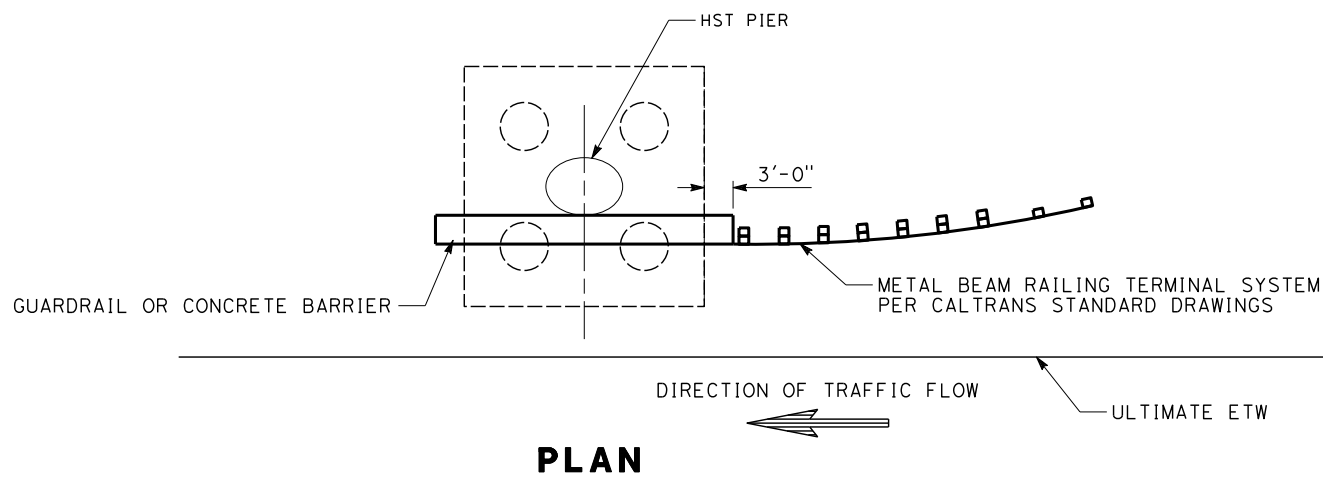 HST PIER
3'-0"
METAL BEAM RAILING TERMINAL SYSTEM
PER CALTRANS STANDARD DRAWINGS
GUARDRAIL OR CONCRETE BARRIER
DIRECTION OF TRAFFIC FLOW
ULTIMATE ETW
PLAN